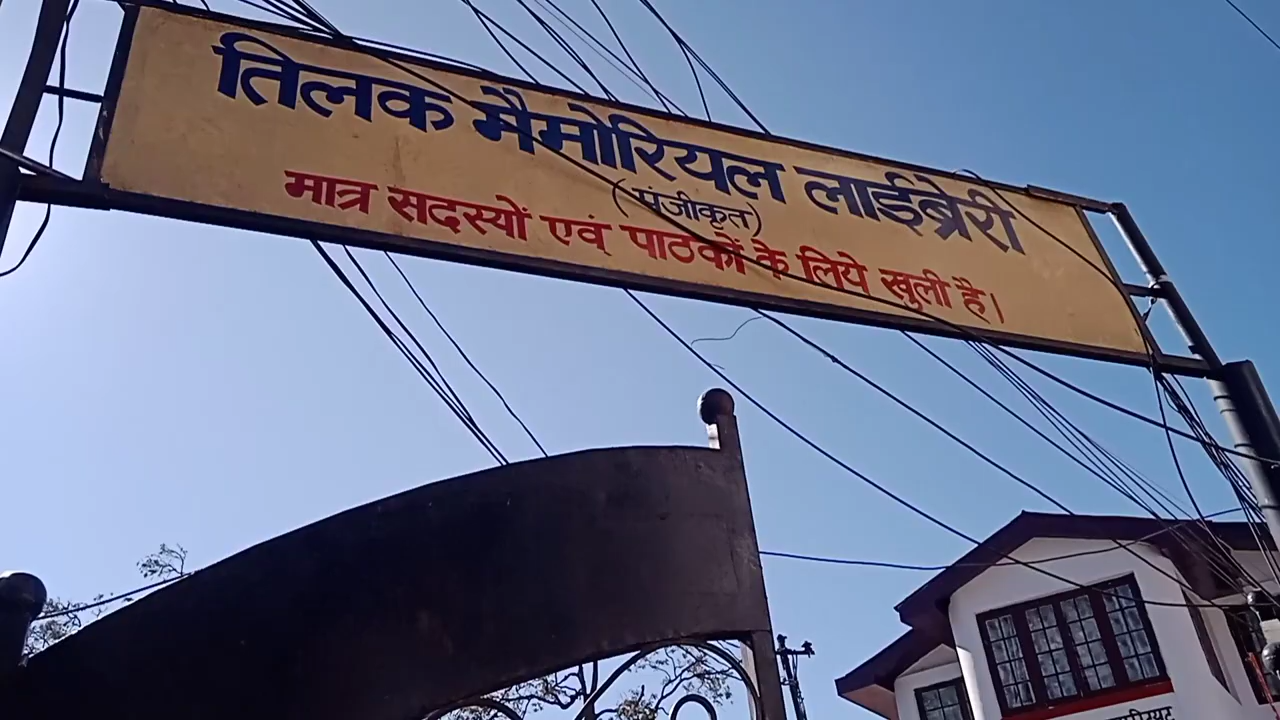 तिलक मैमोरियल लाईब्रेरी
(पंजीकृत)
मात्र सदस्यों एवं पाठकों के लिये खुली है।